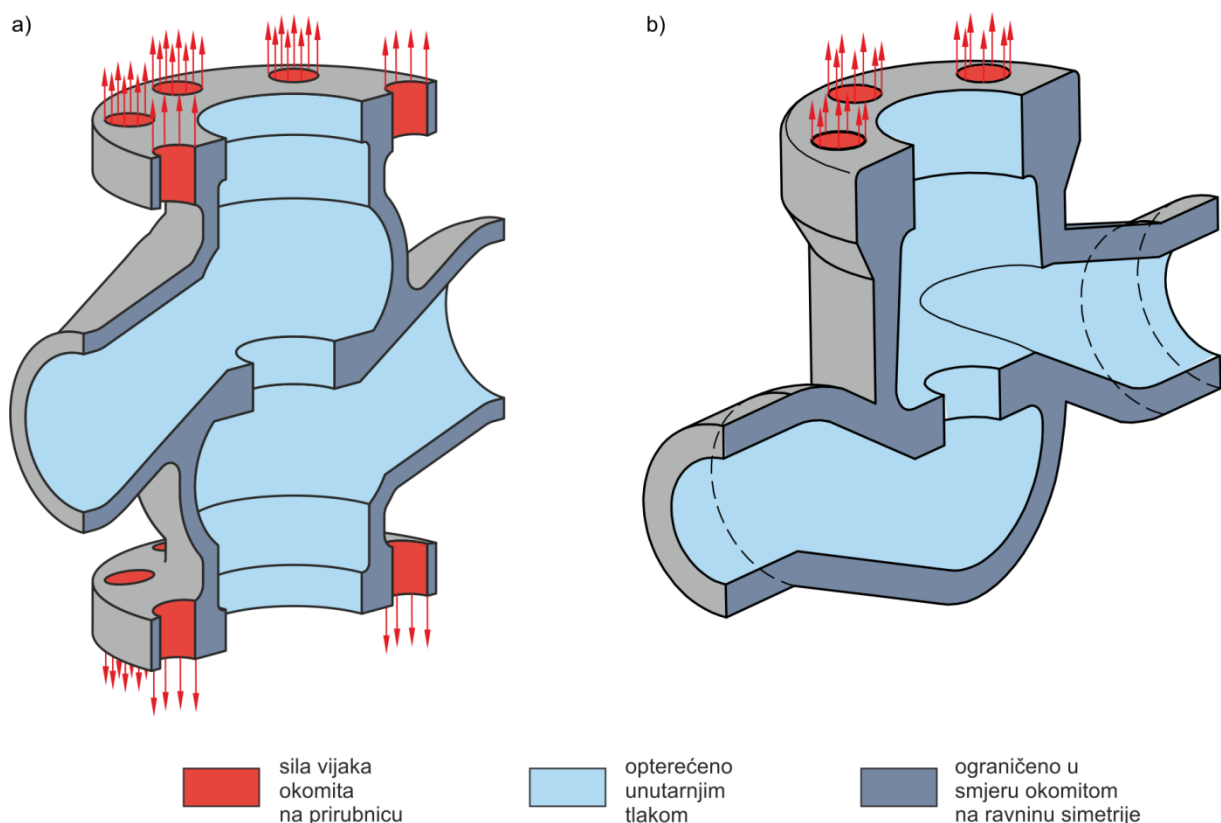 a)
b)
sila vijaka
okomita
na prirubnicu
opterećeno
unutarnjim
tlakom
ograničeno u
smjeru okomitom
na ravninu simetrije